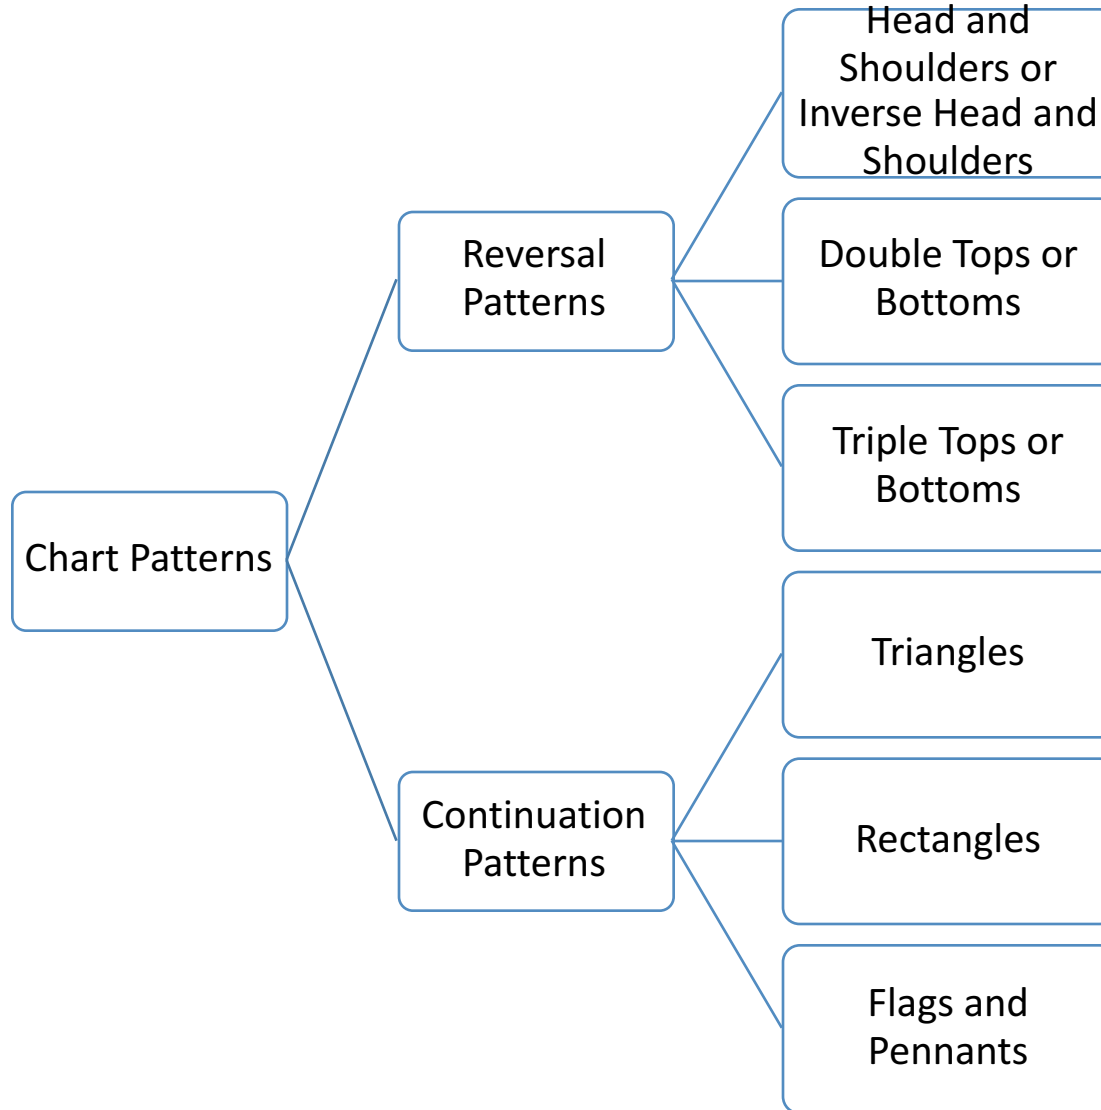 Head and
Shoulders or
Inverse Head and
Shoulders
Reversal
Patterns
Double Tops or
Bottoms
Triple Tops or
Bottoms
Chart Patterns
Triangles
Continuation
Patterns
Rectangles
Flags and
Pennants